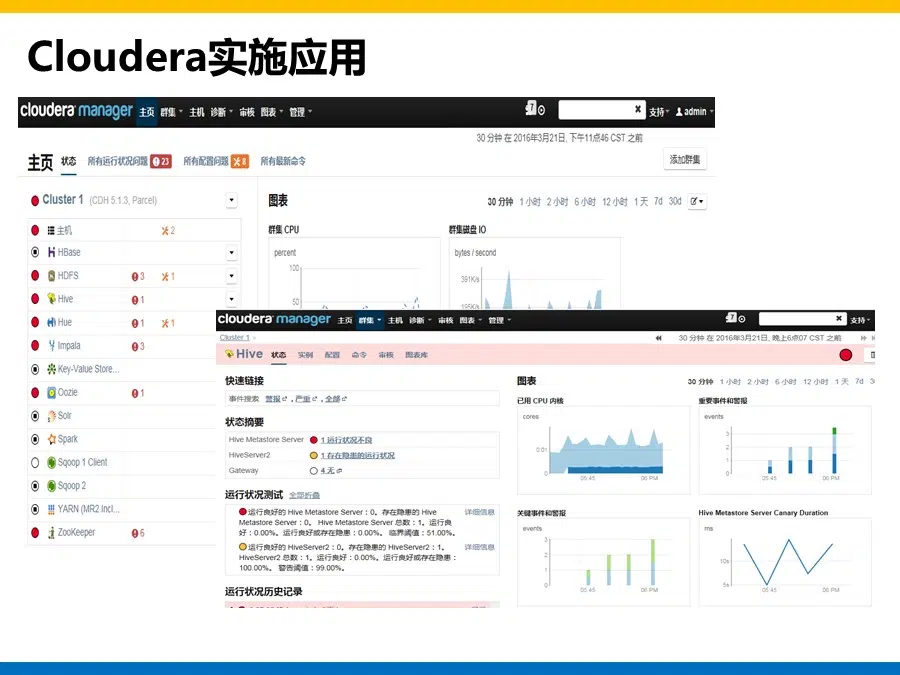 Cloudera实施应用
cloudera manager 主页 群集 主机 诊断 审核 图表 管理 支持 admin
30 分钟 在 2016年3月21日, 下午11点46 CST 之前
主页 状态 所有运行状况问题 23 所有配置问题 8 所有最新命令 添加群集
Cluster 1 (CDH 5.1.3, Parcel)
主机 2
HBase
HDFS 3 1
Hive 1
Hue 1 1
Impala 3
Key-Value Store...
Oozie 1
Solr
Spark
Sqoop 1 Client
Sqoop 2
YARN (MR2 Incl...
ZooKeeper 6
图表 30 分钟 1 小时 2 小时 6 小时 12 小时 1 天 7d 30d
群集 CPU
percent
100
50
群集磁盘 IO
bytes / second
391K/s
195K/s
cloudera manager 主页 群集 主机 诊断 审核 图表 管理 支持
Cluster 1
30 分钟 在 2016年3月21日, 晚上6点07 CST 之前
Hive 状态 实例 配置 命令 审核 图表库
快速链接
事件搜索 警报 , 严重 , 全部
状态摘要
Hive Metastore Server 1 运行状况不良
HiveServer2 1 存在隐患的运行状况
Gateway 4 无
运行状况测试 全部折叠
运行良好的 Hive Metastore Server：0。存在隐患的 Hive 详细信息
Metastore Server：0。 Hive Metastore Server 总数：1。运行良
好：0.00%。运行良好或存在隐患：0.00%。 临界阈值：51.00%。
运行良好的 HiveServer2：0。存在隐患的 HiveServer2：1。 详细信息
HiveServer2 总数：1。运行良好：0.00%。运行良好或存在隐患：
100.00%。 警告阈值：99.00%。
运行状况历史记录
图表 30 分钟 1 小时 2 小时 6 小时 12 小时 1 天 7d
已用 CPU 内核
cores
0.01
0
05:45 06 PM
重要事件和警报
events
3
2
1
0
05:45 06 PM
关键事件和警报
events
3
2
1
0
05:45 06 PM
Hive Metastore Server Canary Duration
ms
10s
5s
05:45 06 PM